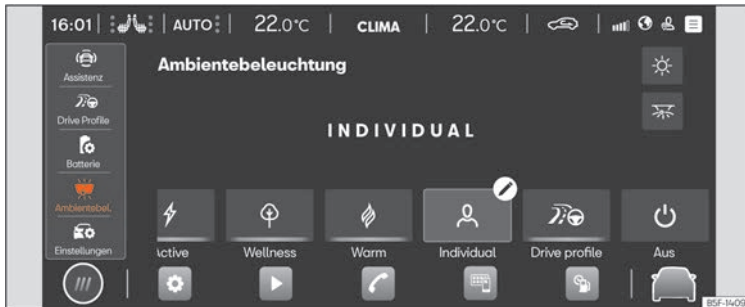 16:01 AUTO 22.0°C CLIMA 22.0°C
Assistenz
Drive Profile
Batterie
Ambientebel.
Einstellungen
Ambientebeleuchtung
INDIVIDUAL
Active Wellness Warm Individual Drive profile Aus
B5F-1409